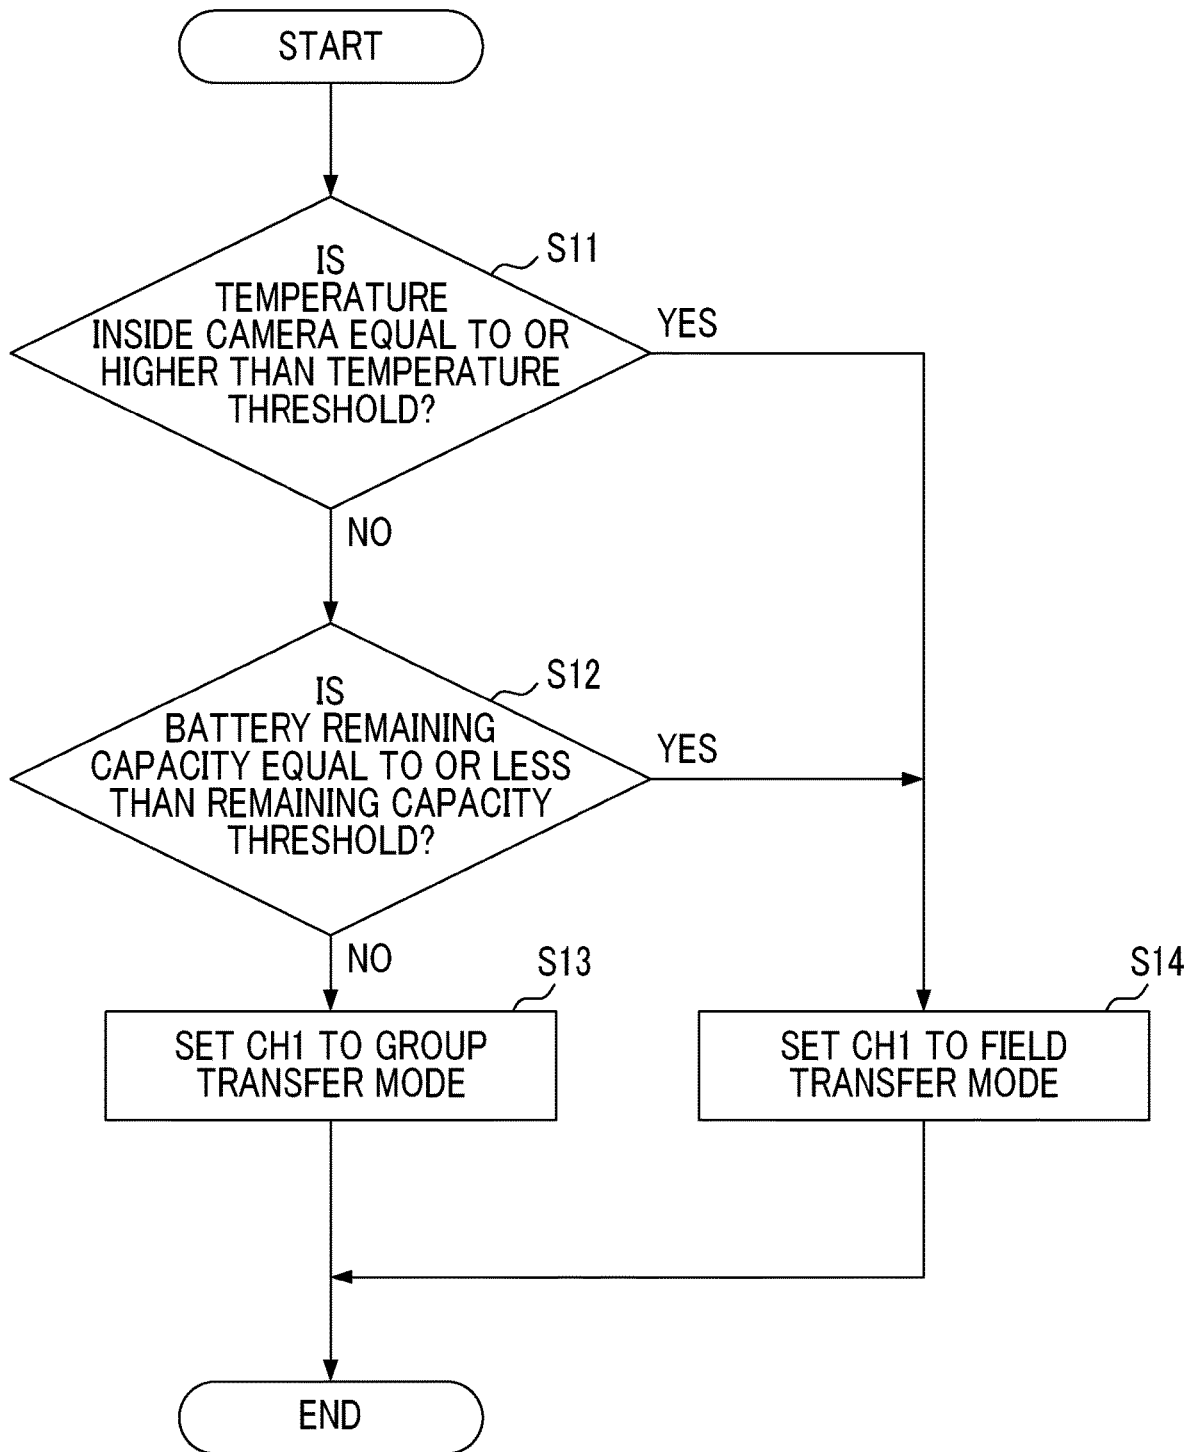 START
S11
IS
TEMPERATURE
INSIDE CAMERA EQUAL TO OR
HIGHER THAN TEMPERATURE
THRESHOLD?
YES
NO
S12
IS
BATTERY REMAINING
CAPACITY EQUAL TO OR LESS
THAN REMAINING CAPACITY
THRESHOLD?
YES
NO
S13
SET CH1 TO GROUP
TRANSFER MODE
S14
SET CH1 TO FIELD
TRANSFER MODE
END